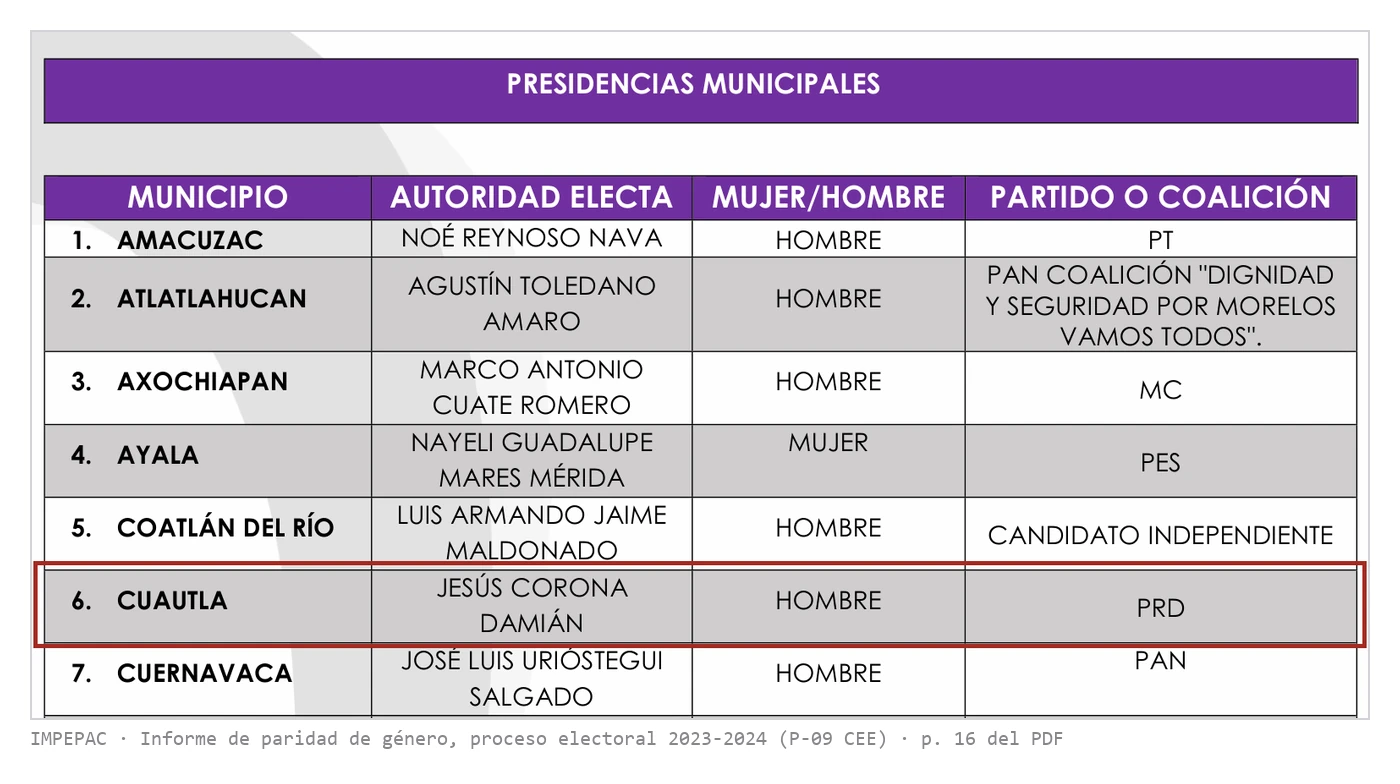 PRESIDENCIAS MUNICIPALES
MUNICIPIO AUTORIDAD ELECTA MUJER/HOMBRE PARTIDO O COALICIÓN
1. AMACUZAC NOÉ REYNOSO NAVA HOMBRE PT
2. ATLATLAHUCAN AGUSTÍN TOLEDANO
AMARO HOMBRE PAN COALICIÓN "DIGNIDAD
Y SEGURIDAD POR MORELOS
VAMOS TODOS".
3. AXOCHIAPAN MARCO ANTONIO
CUATE ROMERO HOMBRE MC
4. AYALA NAYELI GUADALUPE
MARES MÉRIDA MUJER PES
5. COATLÁN DEL RÍO LUIS ARMANDO JAIME
MALDONADO HOMBRE CANDIDATO INDEPENDIENTE
6. CUAUTLA JESÚS CORONA
DAMIÁN HOMBRE PRD
7. CUERNAVACA JOSÉ LUIS URIÓSTEGUI
SALGADO HOMBRE PAN
IMPEPAC · Informe de paridad de género, proceso electoral 2023-2024 (P-09 CEE) · p. 16 del PDF